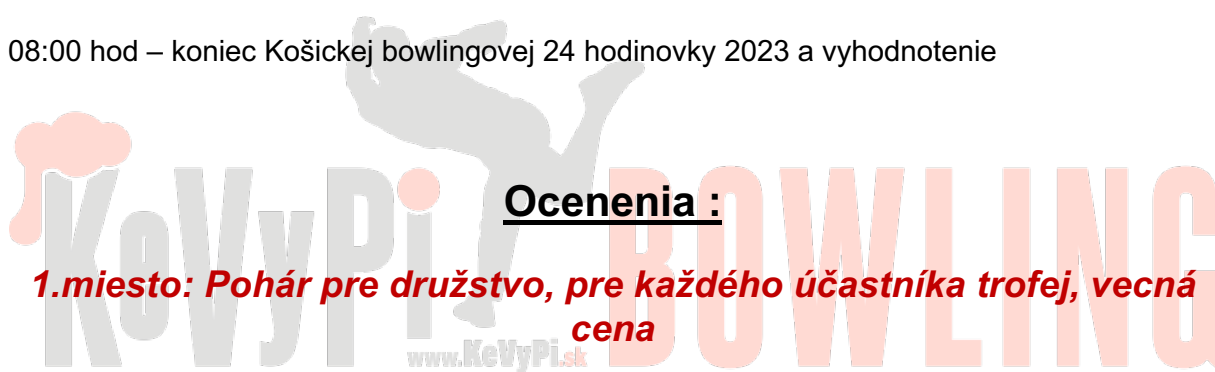 08:00 hod – koniec Košickej bowlingovej 24 hodinovky 2023 a vyhodnotenie
KeVyPi BOWLING
Ocenenia :
1.miesto: Pohár pre družstvo, pre každého účastníka trofej, vecná
cena
www.KeVyPi.sk